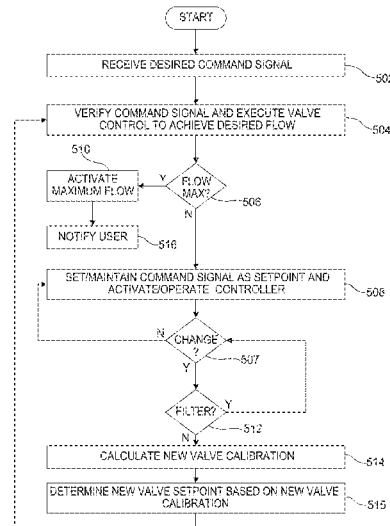 START
RECEIVE DESIRED COMMAND SIGNAL
502
VERIFY COMMAND SIGNAL AND EXECUTE VALVE
CONTROL TO ACHIEVE DESIRED FLOW
504
510
ACTIVATE
MAXIMUM FLOW
Y
FLOW
MAX?
506
N
NOTIFY USER
516
SET/MAINTAIN COMMAND SIGNAL AS SETPOINT AND
ACTIVATE/OPERATE CONTROLLER
508
N
CHANGE
?
507
Y
FILTER?
Y
512
N
CALCULATE NEW VALVE CALIBRATION
514
DETERMINE NEW VALVE SETPOINT BASED ON NEW VALVE
CALIBRATION
515